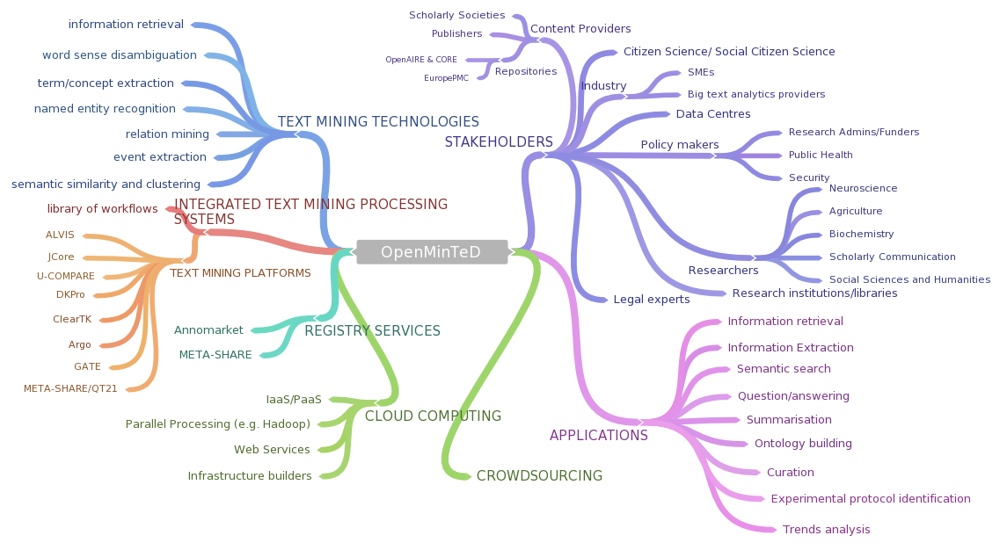 OpenMinTeD
TEXT MINING TECHNOLOGIES
information retrieval
word sense disambiguation
term/concept extraction
named entity recognition
relation mining
event extraction
semantic similarity and clustering
INTEGRATED TEXT MINING PROCESSING
SYSTEMS
library of workflows
TEXT MINING PLATFORMS
ALVIS
JCore
U-COMPARE
DKPro
ClearTK
Argo
GATE
META-SHARE/QT21
REGISTRY SERVICES
Annomarket
META-SHARE
CLOUD COMPUTING
IaaS/PaaS
Parallel Processing (e.g. Hadoop)
Web Services
Infrastructure builders
STAKEHOLDERS
Content Providers
Scholarly Societies
Publishers
Repositories
OpenAIRE & CORE
EuropePMC
Citizen Science/ Social Citizen Science
Industry
SMEs
Big text analytics providers
Data Centres
Policy makers
Research Admins/Funders
Public Health
Security
Researchers
Neuroscience
Agriculture
Biochemistry
Scholarly Communication
Social Sciences and Humanities
Research institutions/libraries
Legal experts
APPLICATIONS
Information retrieval
Information Extraction
Semantic search
Question/answering
Summarisation
Ontology building
Curation
Experimental protocol identification
Trends analysis
CROWDSOURCING